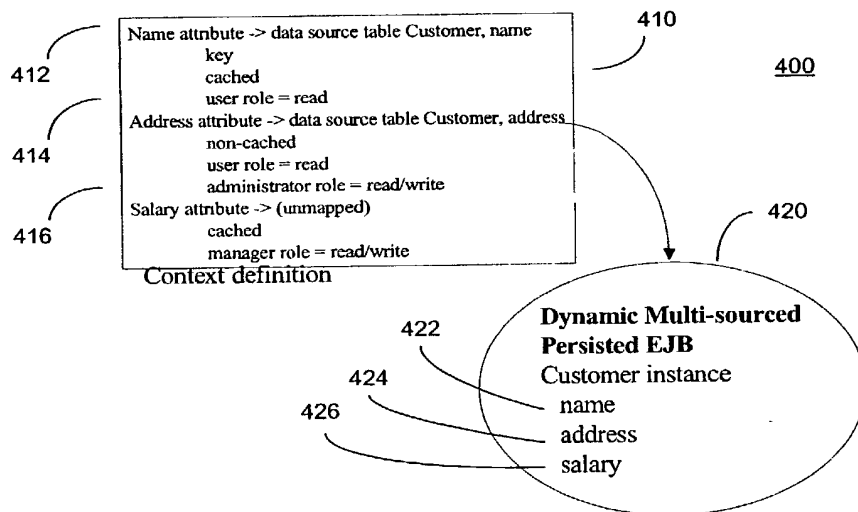 Name attribute -> data source table Customer, name
key
cached
user role = read
Address attribute -> data source table Customer, address
non-cached
user role = read
administrator role = read/write
Salary attribute -> (unmapped)
cached
manager role = read/write
Context definition
410
400
412
414
416
420
Dynamic Multi-sourced
Persisted EJB
Customer instance
name
address
salary
422
424
426